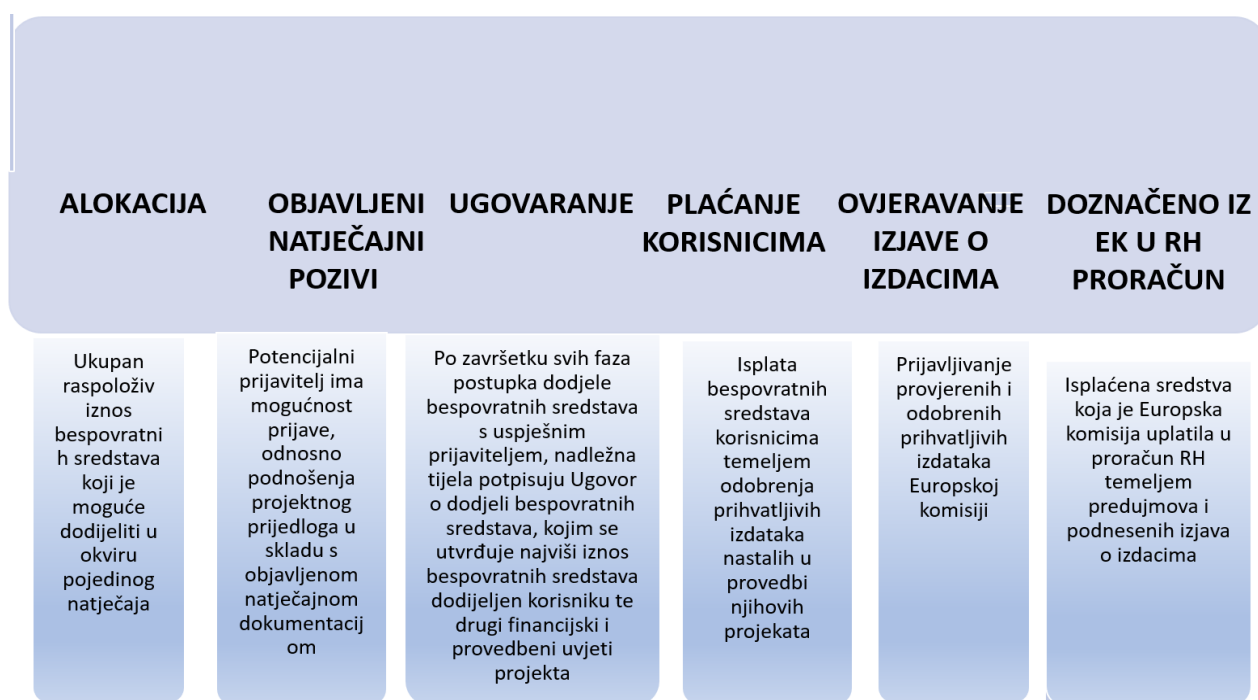 ALOKACIJA
OBJAVLJENI
NATJEČAJNI
POZIVI
UGOVARANJE
PLAĆANJE
KORISNICIMA
OVJERAVANJE
IZJAVE O
IZDACIMA
DOZNAČENO IZ
EK U RH
PRORAČUN
Ukupan
raspoloživ
iznos
bespovratni
h sredstava
koji je
moguće
dodijeliti u
okviru
pojedinog
natječaja
Potencijalni
prijavitelj ima
mogućnost
prijave,
odnosno
podnošenja
projektnog
prijedloga u
skladu s
objavljenom
natječajnom
dokumentacij
om
Po završetku svih faza
postupka dodjele
bespovratnih sredstava
s uspješnim
prijaviteljem, nadležna
tijela potpisuju Ugovor
o dodjeli bespovratnih
sredstava, kojim se
utvrđuje najviši iznos
bespovratnih sredstava
dodijeljen korisniku te
drugi financijski i
provedbeni uvjeti
projekta
Isplata
bespovratnih
sredstava
korisnicima
temeljem
odobrenja
prihvatljivih
izdataka
nastalih u
provedbi
njihovih
projekata
Prijavljivanje
provjerenih i
odobrenih
prihvatljivih
izdataka
Europskoj
komisiji
Isplaćena sredstva
koja je Europska
komisija uplatila u
proračun RH
temeljem
predujmova i
podnesenih izjava
o izdacima